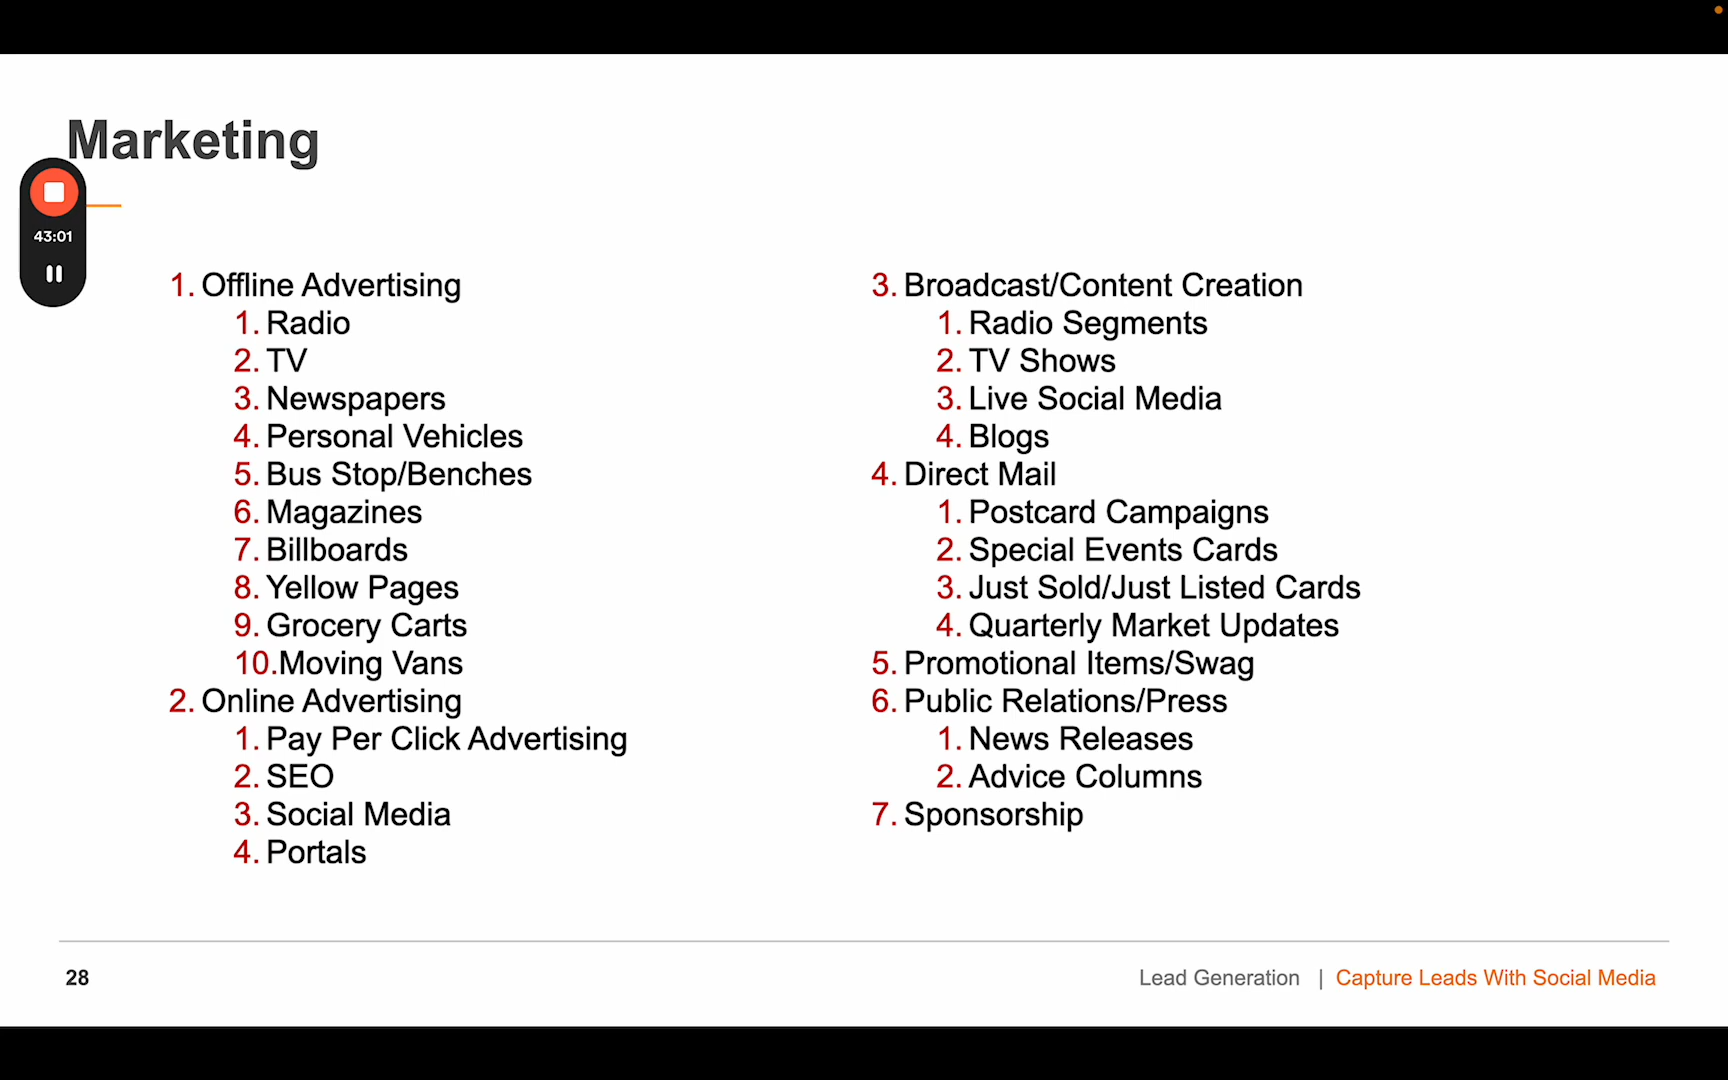 Marketing
43:01
1. Offline Advertising
1. Radio
2. TV
3. Newspapers
4. Personal Vehicles
5. Bus Stop/Benches
6. Magazines
7. Billboards
8. Yellow Pages
9. Grocery Carts
10.Moving Vans
2. Online Advertising
1. Pay Per Click Advertising
2. SEO
3. Social Media
4. Portals
3. Broadcast/Content Creation
1. Radio Segments
2. TV Shows
3. Live Social Media
4. Blogs
4. Direct Mail
1. Postcard Campaigns
2. Special Events Cards
3. Just Sold/Just Listed Cards
4. Quarterly Market Updates
5. Promotional Items/Swag
6. Public Relations/Press
1. News Releases
2. Advice Columns
7. Sponsorship
28
Lead Generation | Capture Leads With Social Media